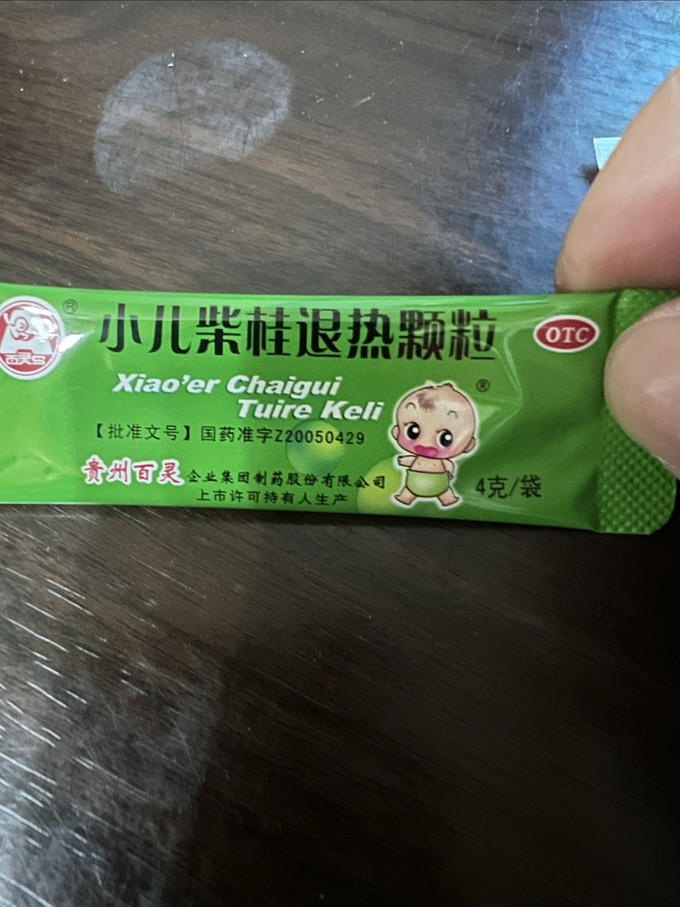 百灵鸟
®
小儿柴桂退热颗粒
OTC
Xiao'er Chaigui
Tuire Keli
®
【批准文号】国药准字Z20050429
贵州百灵企业集团制药股份有限公司
上市许可持有人生产
4克/袋